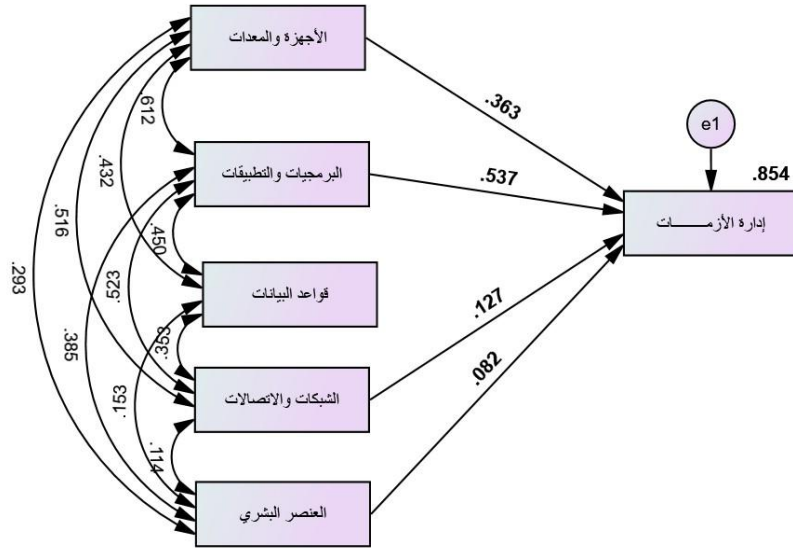 الأجهزة والمعدات
.363
e1
.612
.854
.432
البرمجيات والتطبيقات
.537
إدارة الأزمـــــــات
.516
.450
.293
.523
قواعد البيانات
.127
.385
.353
.153
الشبكات والاتصالات
.082
.114
العنصر البشري